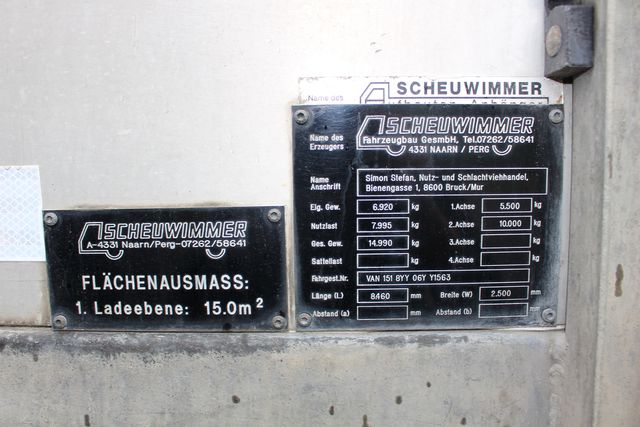 SCHEUWIMMER
Name des
Aufbauten Anhänger
SCHEUWIMMER
Name des Erzeugers
Fahrzeugbau GesmbH, Tel.07262/58641
4331 NAARN / PERG
Name Anschrift
Simon Stefan, Nutz- und Schlachtviehhandel,
Bienengasse 1, 8600 Bruck/Mur
Eig. Gew. 6.920 kg 1.Achse 5.500 kg
Nutzlast 7.995 kg 2.Achse 10.000 kg
Ges. Gew. 14.990 kg 3.Achse kg
Sattellast kg 4.Achse kg
Fahrgest.Nr. VAN 151 8YY 06Y Y1563
Länge (L) 8.460 mm Breite (W) 2.500 mm
Abstand (a) mm Abstand (b) mm
SCHEUWIMMER
A-4331 Naarn/Perg-07262/58641
FLÄCHENAUSMASS:
1. Ladeebene: 15.0m²